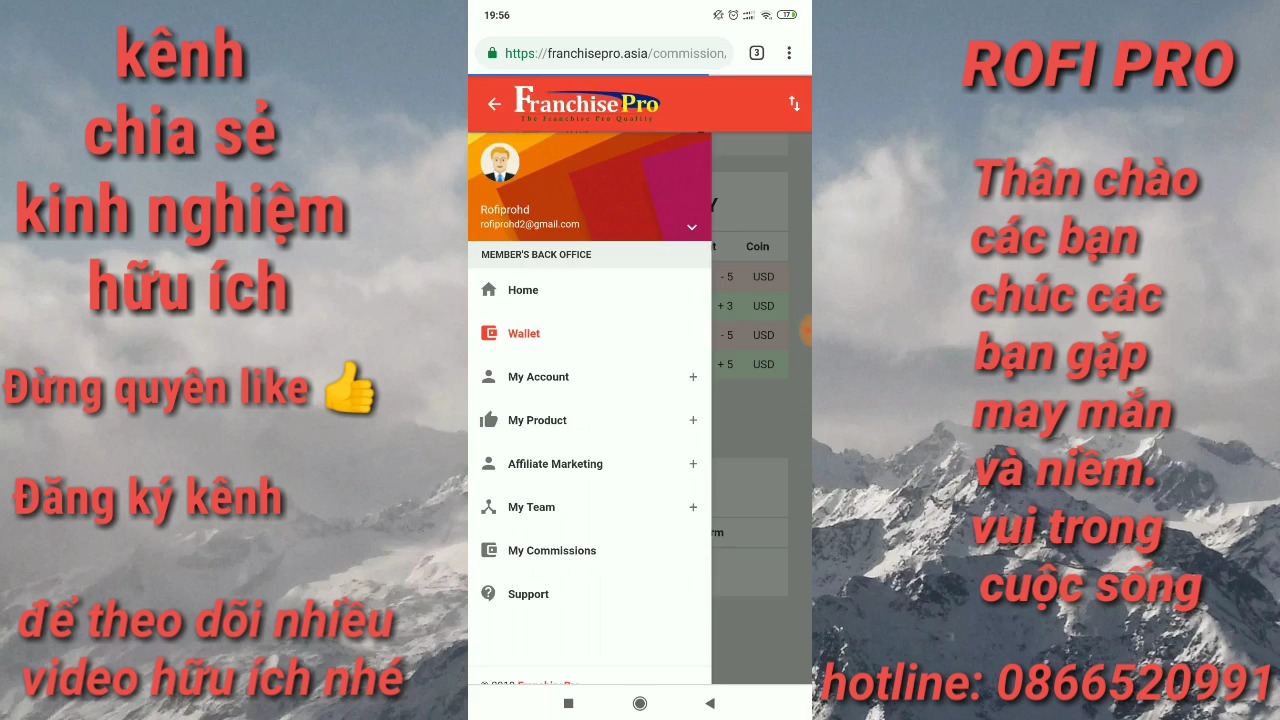 kênh
chia sẻ
kinh nghiệm
hữu ích
Đừng quyên like 👍
Đăng ký kênh
để theo dõi nhiều
video hữu ích nhé
19:56
17
https://franchisepro.asia/commission,
3
FranchisePro
The Franchise Pro Quality
Rofiprohd
rofiprohd2@gmail.com
MEMBER'S BACK OFFICE
Home
Wallet
My Account +
My Product +
Affiliate Marketing +
My Team +
My Commissions
Support
Y
t Coin
- 5 USD
+ 3 USD
- 5 USD
+ 5 USD
rm
ROFI PRO
Thân chào
các bạn
chúc các
bạn gặp
may mắn
và niềm.
vui trong
cuộc sống
hotline: 0866520991